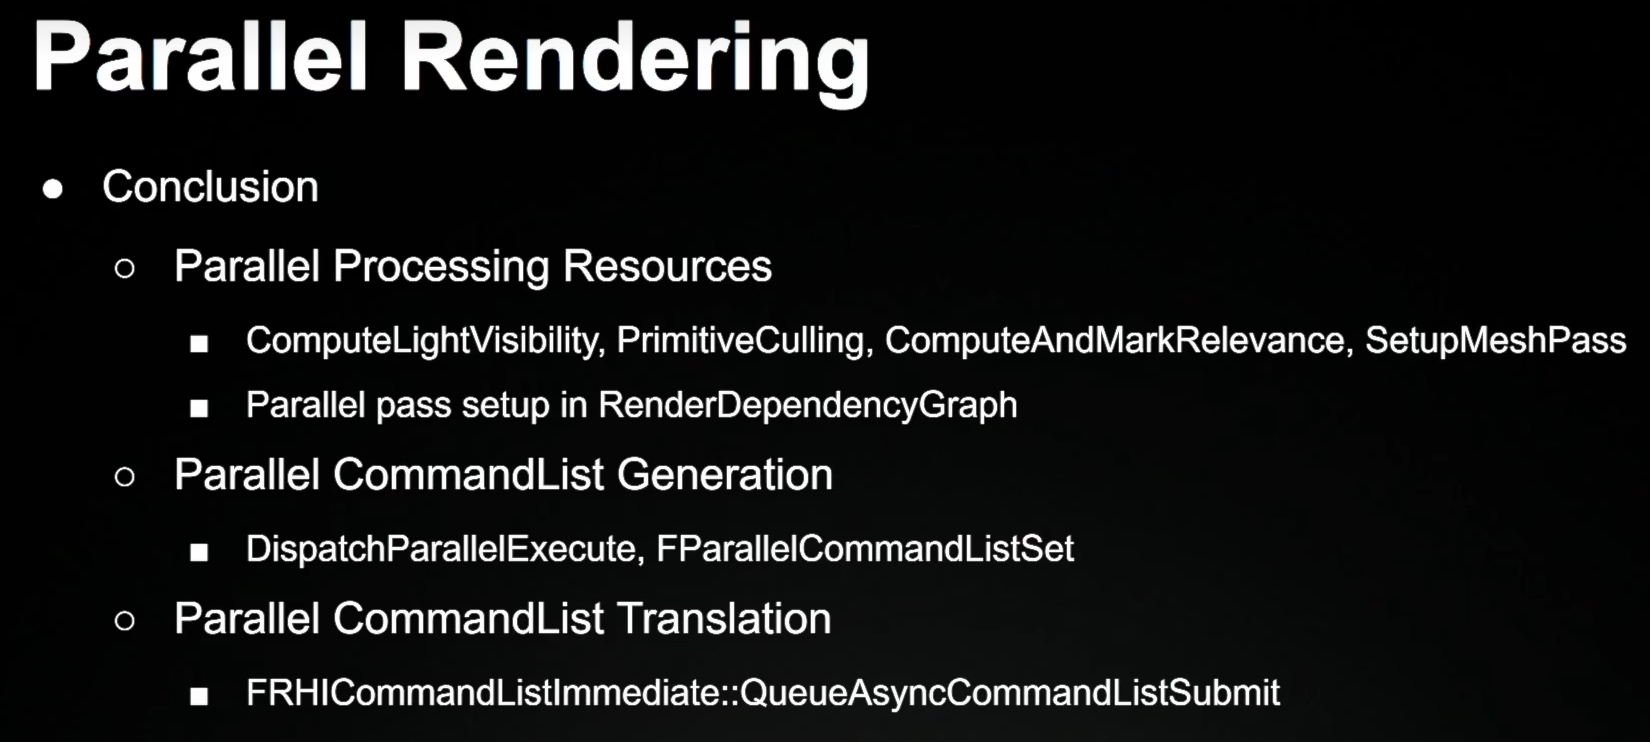 Parallel Rendering
Conclusion
Parallel Processing Resources
ComputeLightVisibility, PrimitiveCulling, ComputeAndMarkRelevance, SetupMeshPass
Parallel pass setup in RenderDependencyGraph
Parallel CommandList Generation
DispatchParallelExecute, FParallelCommandListSet
Parallel CommandList Translation
FRHICommandListImmediate::QueueAsyncCommandListSubmit